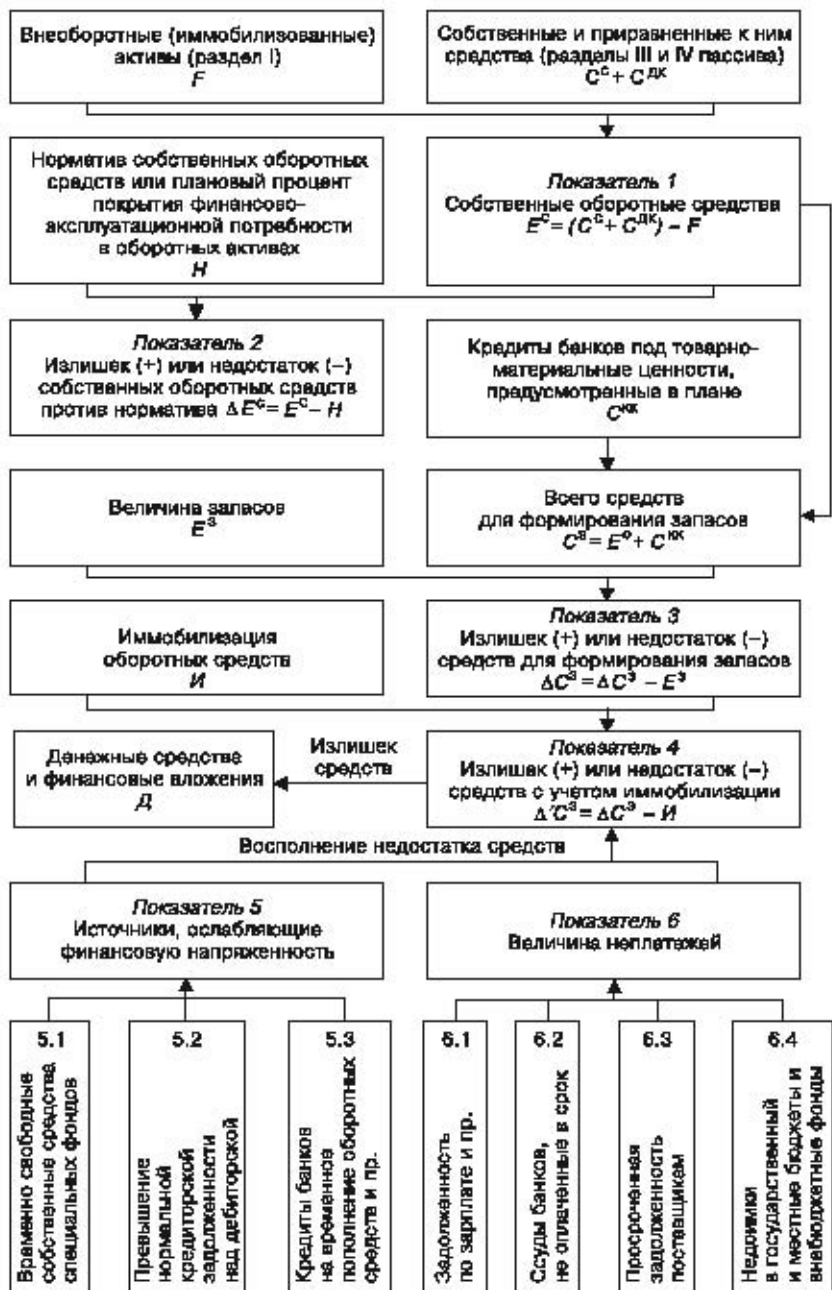 Внеоборотные (иммобилизованные)
активы (раздел I)
F
Собственные и приравненные к ним
средства (разделы III и IV пассива)
Cᶜ + Cᴰᴷ
Норматив собственных оборотных
средств или плановый процент
покрытия финансово-
эксплуатационной потребности
в оборотных активах
Н
Показатель 1
Собственные оборотные средства
Eᶜ = (Cᶜ + Cᴰᴷ) – F
Показатель 2
Излишек (+) или недостаток (–)
собственных оборотных средств
против норматива ΔEᶜ = Eᶜ – Н
Кредиты банков под товарно-
материальные ценности,
предусмотренные в плане
Cᴷᴷ
Величина запасов
Eᶟ
Всего средств
для формирования запасов
Cᶟ = Eᶜ + Cᴷᴷ
Иммобилизация
оборотных средств
И
Показатель 3
Излишек (+) или недостаток (–)
средств для формирования запасов
ΔCᶟ = ΔCᶟ – Eᶟ
Денежные средства
и финансовые вложения
Д
Излишек
средств
Показатель 4
Излишек (+) или недостаток (–)
средств с учетом иммобилизации
Δ'Cᶟ = ΔCᶟ – И
Восполнение недостатка средств
Показатель 5
Источники, ослабляющие
финансовую напряженность
Показатель 6
Величина неплатежей
5.1
Временно свободные
собственные средства
специальных фондов
5.2
Превышение
нормальной
кредиторской
задолженности
над дебиторской
5.3
Кредиты банков
на временное
пополнение оборотных
средств и пр.
6.1
Задолженность
по зарплате и пр.
6.2
Ссуды банков,
не оплаченные в срок
6.3
Просроченная
задолженность
поставщикам
6.4
Недоимки
в государственный
и местные бюджеты и
внебюджетные фонды